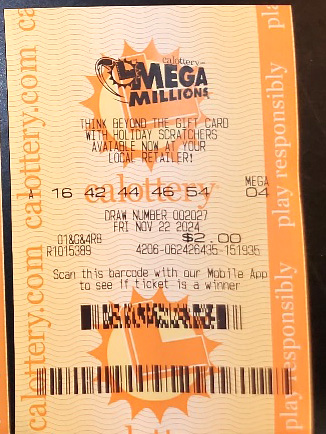 calottery
MEGA
MILLIONS
THINK BEYOND THE GIFT CARD
WITH HOLIDAY SCRATCHERS
AVAILABLE NOW AT YOUR
LOCAL RETAILER!
MEGA
16 42 44 46 54 04
calottery
DRAW NUMBER 002027
FRI NOV 22 2024
$2.00
R1015389 4206-062426435-151935
Scan this barcode with our Mobile App
to see if ticket is a winner
calottery.com calottery.com
play responsibly play responsibly